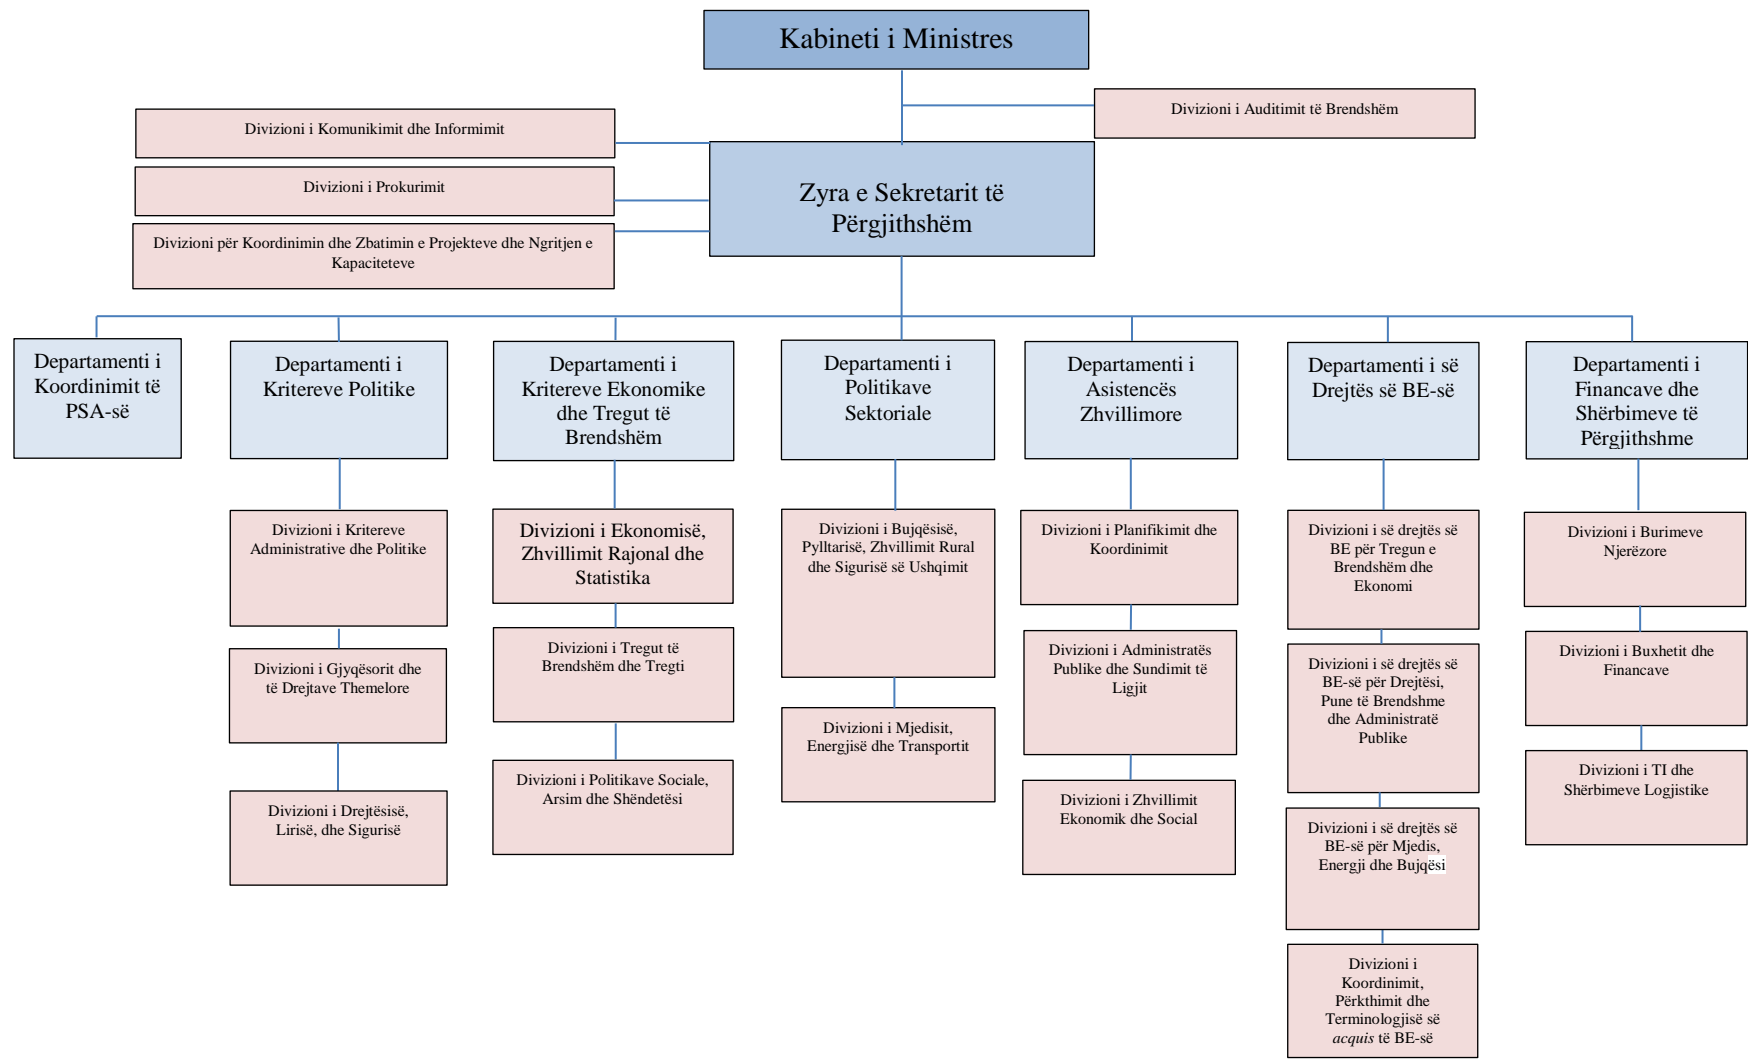 Kabineti i Ministres
Divizioni i Auditimit të Brendshëm
Divizioni i Komunikimit dhe Informimit
Divizioni i Prokurimit
Divizioni për Koordinimin dhe Zbatimin e Projekteve dhe Ngritjen e
Kapaciteteve
Zyra e Sekretarit të
Përgjithshëm
Departamenti i
Koordinimit të
PSA-së
Departamenti i
Kritereve Politike
Departamenti i
Kritereve Ekonomike
dhe Tregut të
Brendshëm
Departamenti i
Politikave
Sektoriale
Departamenti i
Asistencës
Zhvillimore
Departamenti i së
Drejtës së BE-së
Departamenti i
Financave dhe
Shërbimeve të
Përgjithshme
Divizioni i Kritereve
Administrative dhe Politike
Divizioni i Gjyqësorit dhe
të Drejtave Themelore
Divizioni i Drejtësisë,
Lirisë, dhe Sigurisë
Divizioni i Ekonomisë,
Zhvillimit Rajonal dhe
Statistika
Divizioni i Tregut të
Brendshëm dhe Tregti
Divizioni i Politikave Sociale,
Arsim dhe Shëndetësi
Divizioni i Bujqësisë,
Pylltarisë, Zhvillimit Rural
dhe Sigurisë së Ushqimit
Divizioni i Mjedisit,
Energjisë dhe Transportit
Divizioni i Planifikimit dhe
Koordinimit
Divizioni i Administratës
Publike dhe Sundimit të
Ligjit
Divizioni i Zhvillimit
Ekonomik dhe Social
Divizioni i së drejtës së
BE për Tregun e
Brendshëm dhe
Ekonomi
Divizioni i së drejtës së
BE-së për Drejtësi,
Pune të Brendshme
dhe Administratë
Publike
Divizioni i së drejtës së
BE-së për Mjedis,
Energji dhe Bujqësi
Divizioni i
Koordinimit,
Përkthimit dhe
Terminologjisë së
acquis të BE-së
Divizioni i Burimeve
Njerëzore
Divizioni i Buxhetit dhe
Financave
Divizioni i TI dhe
Shërbimeve Logjistike